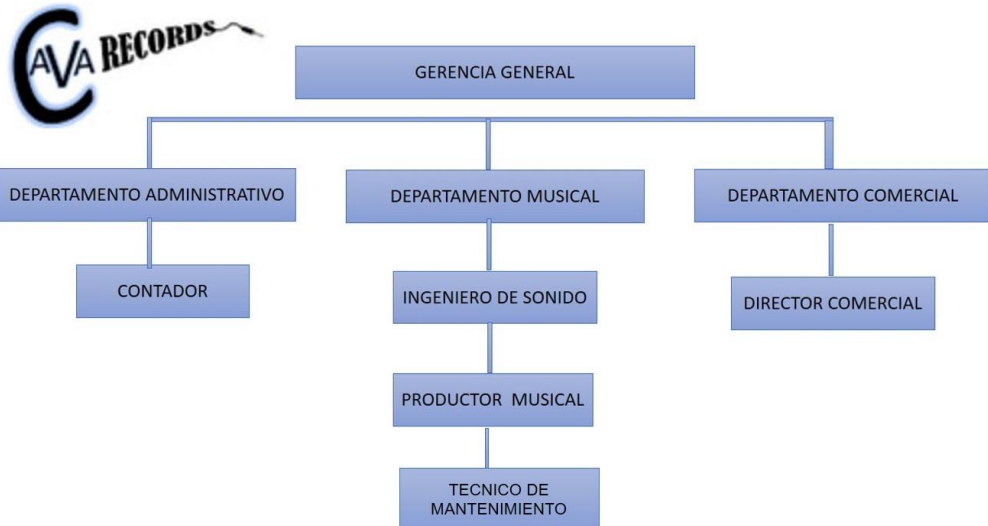 CAVA RECORDS
GERENCIA GENERAL
DEPARTAMENTO ADMINISTRATIVO
DEPARTAMENTO MUSICAL
DEPARTAMENTO COMERCIAL
CONTADOR
INGENIERO DE SONIDO
DIRECTOR COMERCIAL
PRODUCTOR MUSICAL
TECNICO DE
MANTENIMIENTO